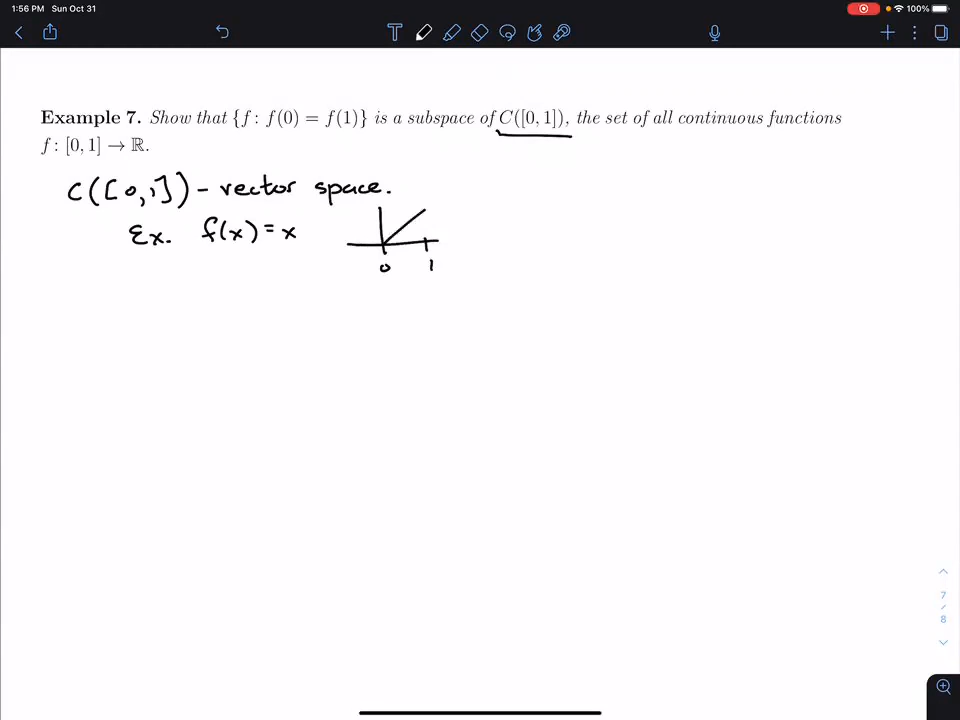 1:56 PM Sun Oct 31
100%
Example 7. Show that {f : f(0) = f(1)} is a subspace of C([0, 1]), the set of all continuous functions
f : [0, 1] → ℝ.
C([0,1]) - vector space.
Ex. f(x) = x
0 1
7
/
8